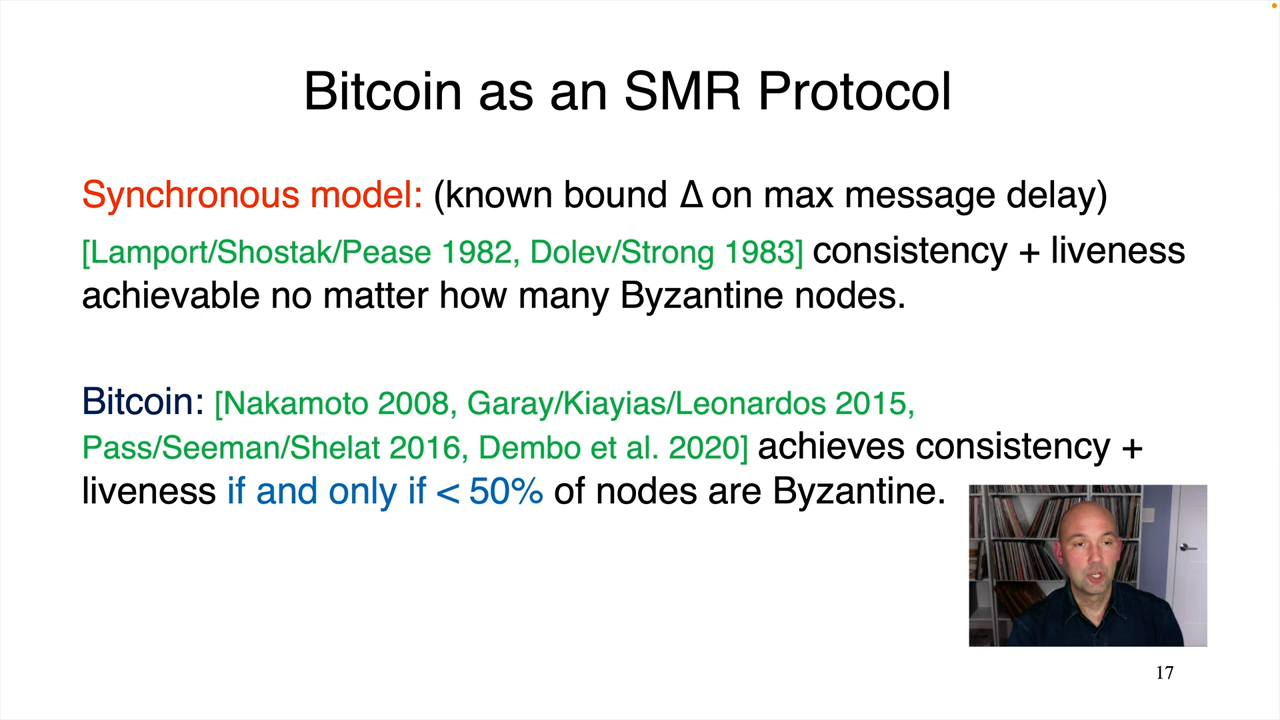 Bitcoin as an SMR Protocol
Synchronous model: (known bound Δ on max message delay)
[Lamport/Shostak/Pease 1982, Dolev/Strong 1983] consistency + liveness
achievable no matter how many Byzantine nodes.
Bitcoin: [Nakamoto 2008, Garay/Kiayias/Leonardos 2015,
Pass/Seeman/Shelat 2016, Dembo et al. 2020] achieves consistency +
liveness if and only if < 50% of nodes are Byzantine.
17